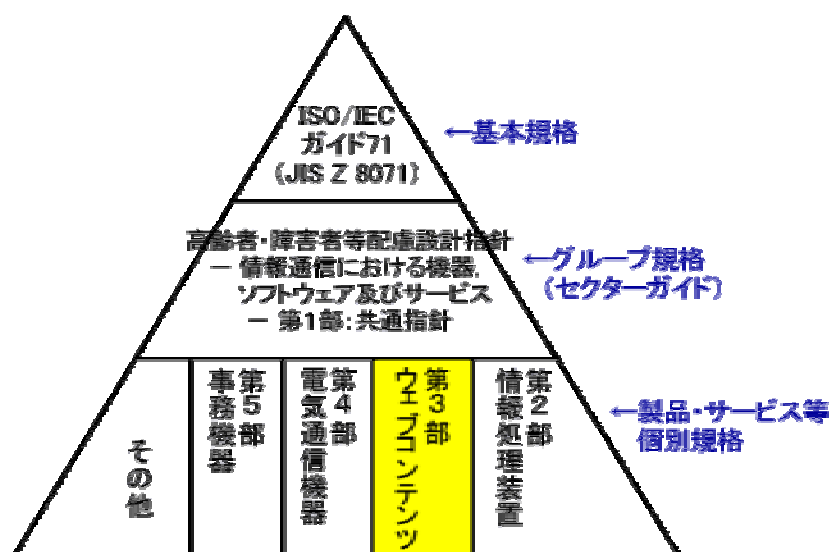 ISO/IEC
ガイド71
(JIS Z 8071)
←基本規格
高齢者・障害者等配慮設計指針
－ 情報通信における機器,
ソフトウェア及びサービス
－ 第1部：共通指針
←グループ規格
(セクターガイド)
第2部
情報処理装置
第3部
ウェブコンテンツ
第4部
電気通信機器
第5部
事務機器
その他
←製品・サービス等
個別規格